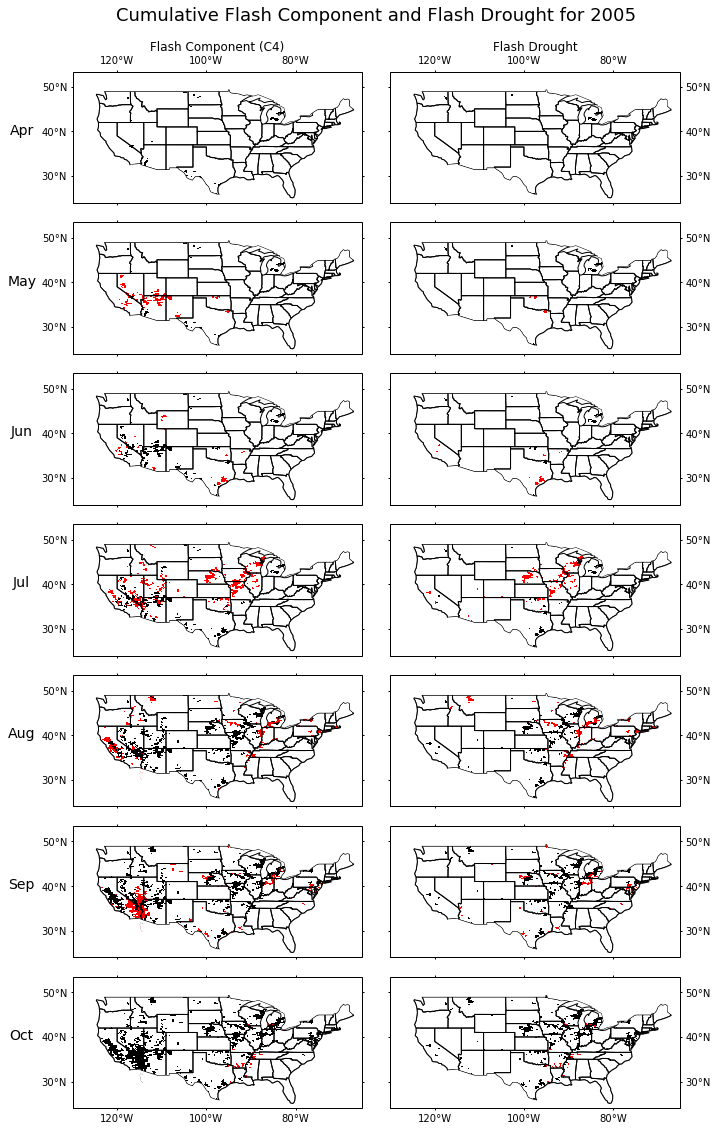 Cumulative Flash Component and Flash Drought for 2005
Flash Component (C4) Flash Drought
120°W 100°W 80°W 120°W 100°W 80°W
50°N 50°N
Apr 40°N 40°N
30°N 30°N
50°N 50°N
May 40°N 40°N
30°N 30°N
50°N 50°N
Jun 40°N 40°N
30°N 30°N
50°N 50°N
Jul 40°N 40°N
30°N 30°N
50°N 50°N
Aug 40°N 40°N
30°N 30°N
50°N 50°N
Sep 40°N 40°N
30°N 30°N
50°N 50°N
Oct 40°N 40°N
30°N 30°N
120°W 100°W 80°W 120°W 100°W 80°W